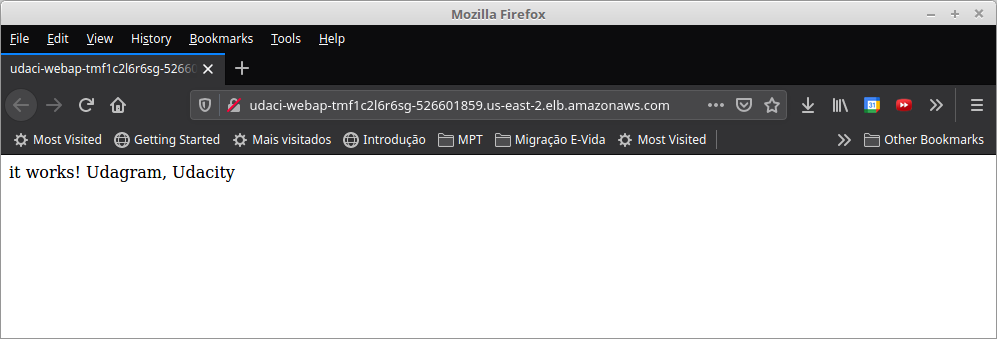 Mozilla Firefox
File Edit View History Bookmarks Tools Help
udaci-webap-tmf1c2l6r6sg-52660
udaci-webap-tmf1c2l6r6sg-526601859.us-east-2.elb.amazonaws.com
31
Most Visited Getting Started Mais visitados Introdução MPT Migração E-Vida Most Visited Other Bookmarks
it works! Udagram, Udacity